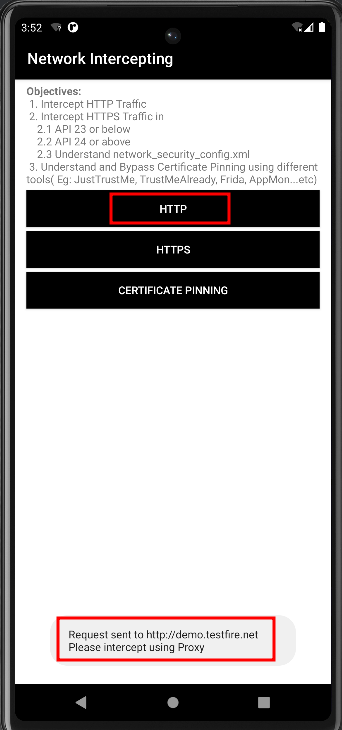 3:52
Network Intercepting
Objectives:
1. Intercept HTTP Traffic
2. Intercept HTTPS Traffic in
2.1 API 23 or below
2.2 API 24 or above
2.3 Understand network_security_config.xml
3. Understand and Bypass Certificate Pinning using different
tools( Eg: JustTrustMe, TrustMeAlready, Frida, AppMon...etc)
HTTP
HTTPS
CERTIFICATE PINNING
Request sent to http://demo.testfire.net
Please intercept using Proxy